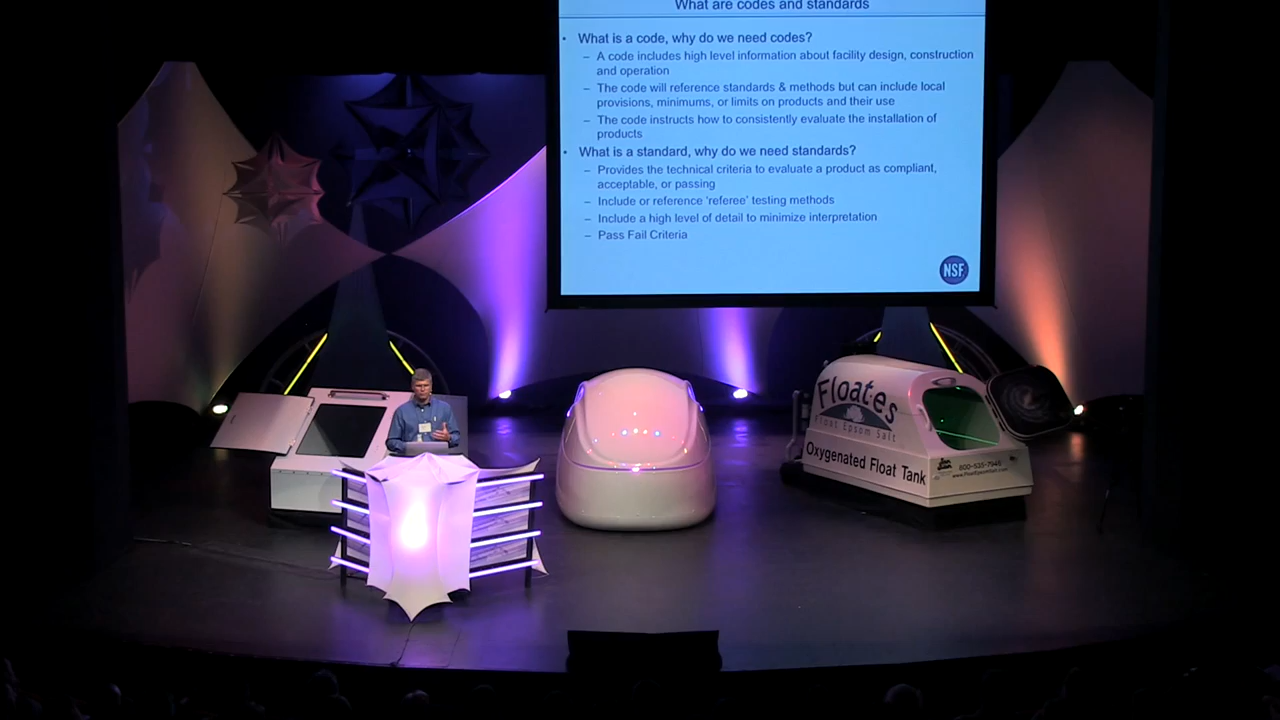 What are codes and standards
• What is a code, why do we need codes?
– A code includes high level information about facility design, construction
and operation
– The code will reference standards & methods but can include local
provisions, minimums, or limits on products and their use
– The code instructs how to consistently evaluate the installation of
products
• What is a standard, why do we need standards?
– Provides the technical criteria to evaluate a product as compliant,
acceptable, or passing
– Include or reference 'referee' testing methods
– Include a high level of detail to minimize interpretation
– Pass Fail Criteria
NSF
Floates
Float Epsom Salt
Oxygenated Float Tank
800-535-7946